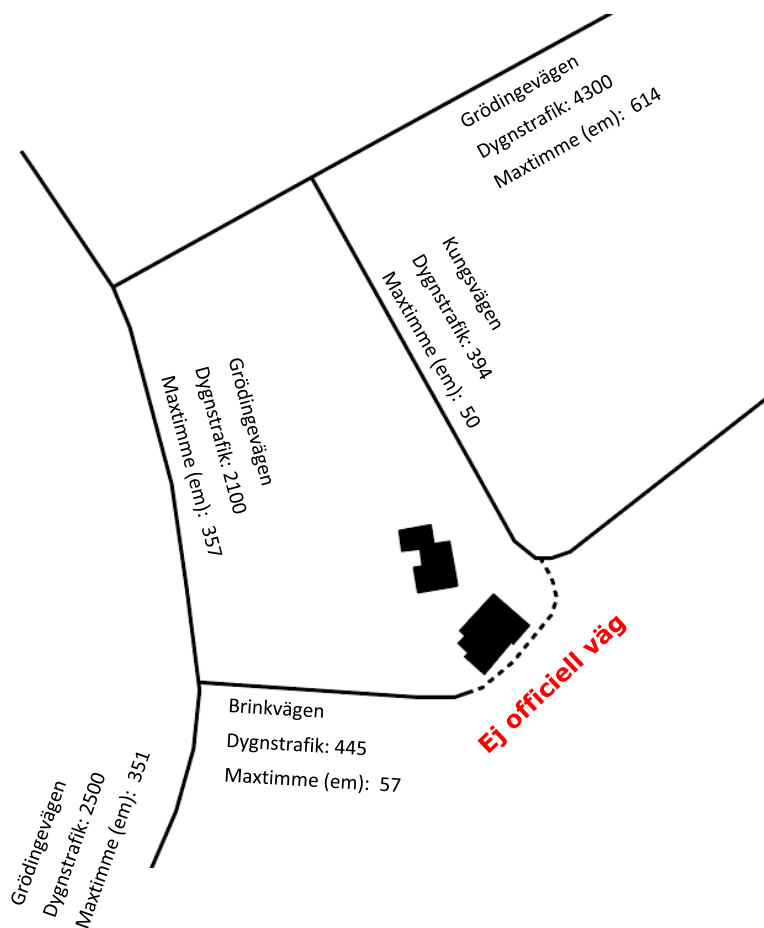 Grödingevägen
Dygnstrafik: 4300
Maxtimme (em): 614
Kungsvägen
Dygnstrafik: 394
Maxtimme (em): 50
Grödingevägen
Dygnstrafik: 2100
Maxtimme (em): 357
Ej officiell väg
Brinkvägen
Dygnstrafik: 445
Maxtimme (em): 57
Grödingevägen
Dygnstrafik: 2500
Maxtimme (em): 351